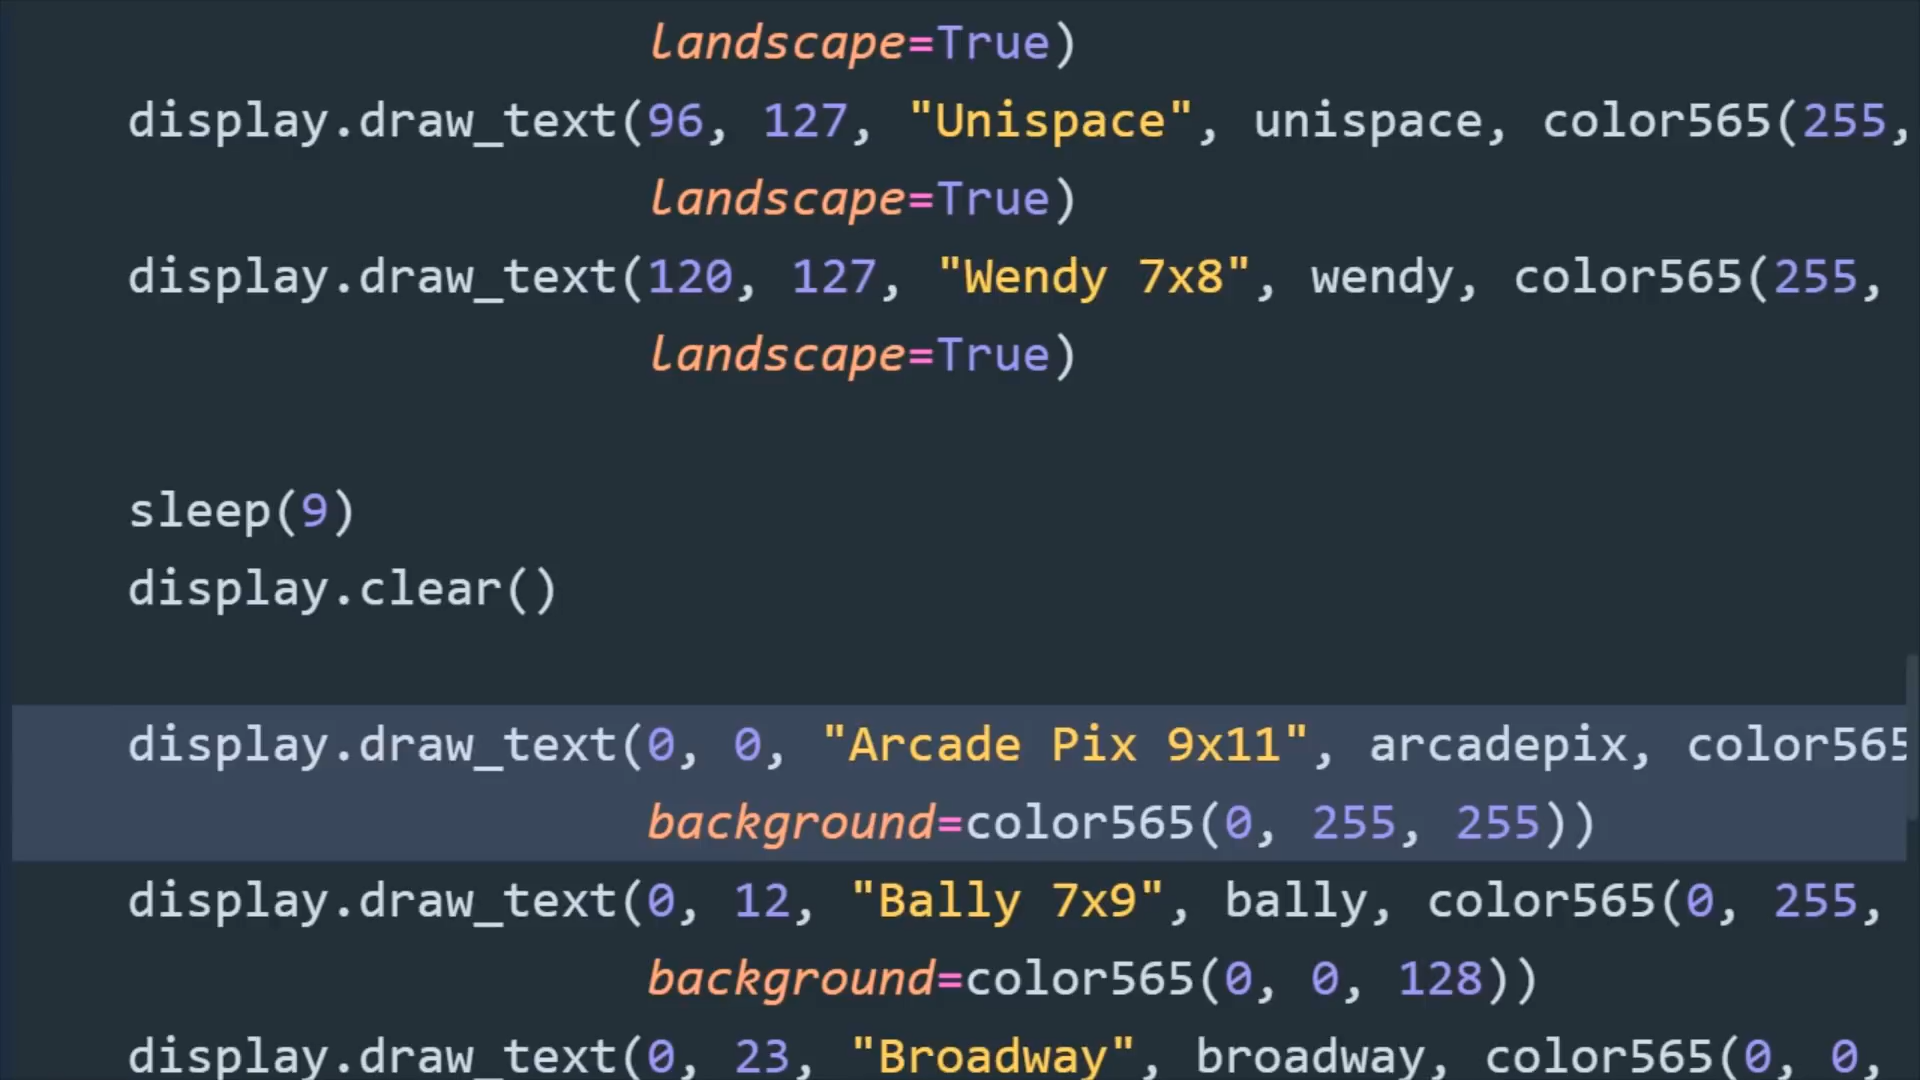 landscape=True)
display.draw_text(96, 127, "Unispace", unispace, color565(255,
landscape=True)
display.draw_text(120, 127, "Wendy 7x8", wendy, color565(255,
landscape=True)
sleep(9)
display.clear()
display.draw_text(0, 0, "Arcade Pix 9x11", arcadepix, color565
background=color565(0, 255, 255))
display.draw_text(0, 12, "Bally 7x9", bally, color565(0, 255,
background=color565(0, 0, 128))
display.draw_text(0, 23, "Broadway", broadway, color565(0, 0,